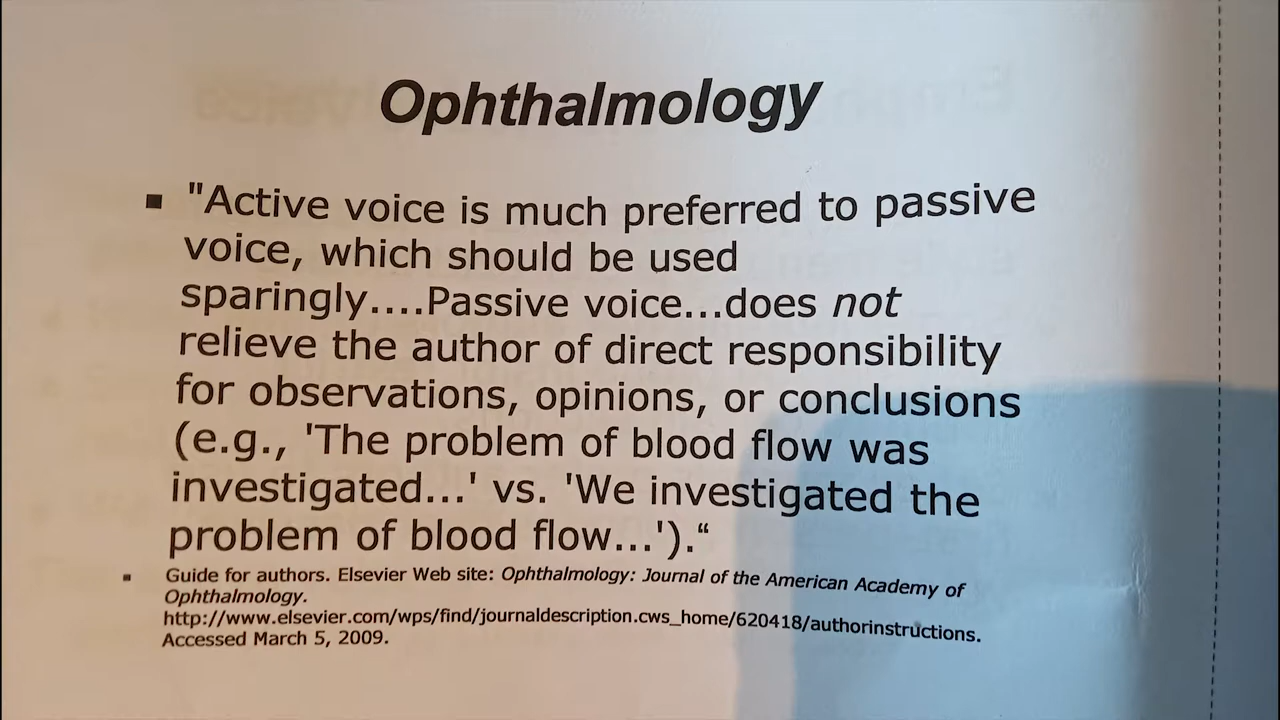 Ophthalmology
▪ "Active voice is much preferred to passive
voice, which should be used
sparingly....Passive voice...does not
relieve the author of direct responsibility
for observations, opinions, or conclusions
(e.g., 'The problem of blood flow was
investigated...' vs. 'We investigated the
problem of blood flow...').“
▪ Guide for authors. Elsevier Web site: Ophthalmology: Journal of the American Academy of
Ophthalmology.
http://www.elsevier.com/wps/find/journaldescription.cws_home/620418/authorinstructions.
Accessed March 5, 2009.